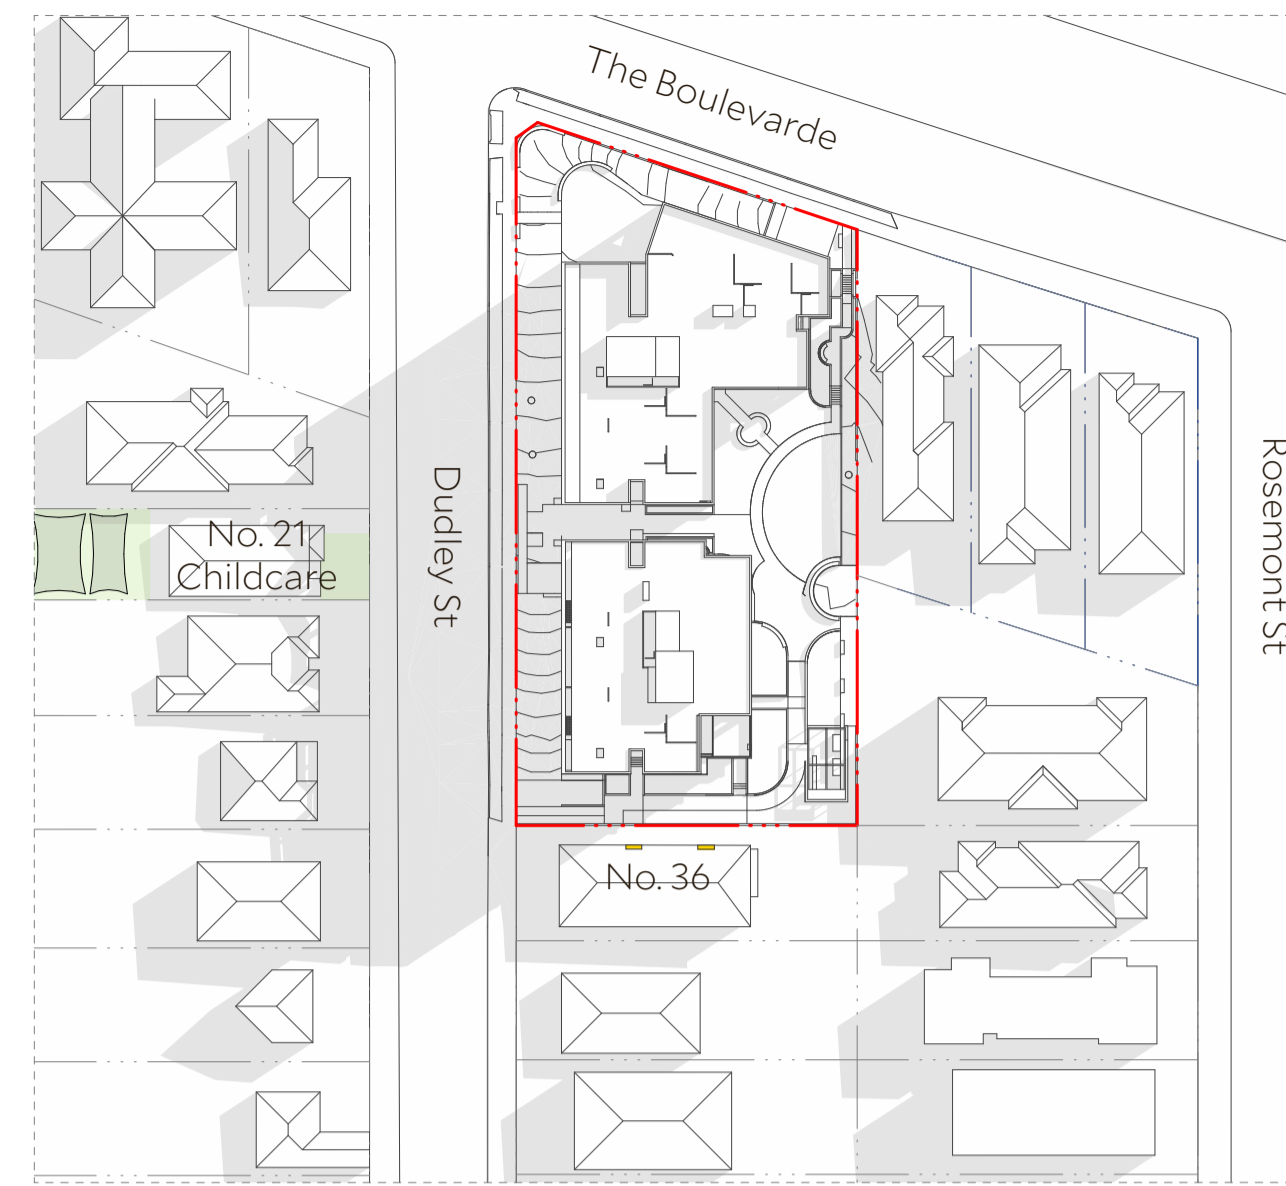 The Boulevarde
Dudley St
Rosemont St
No. 21
Childcare
No. 36